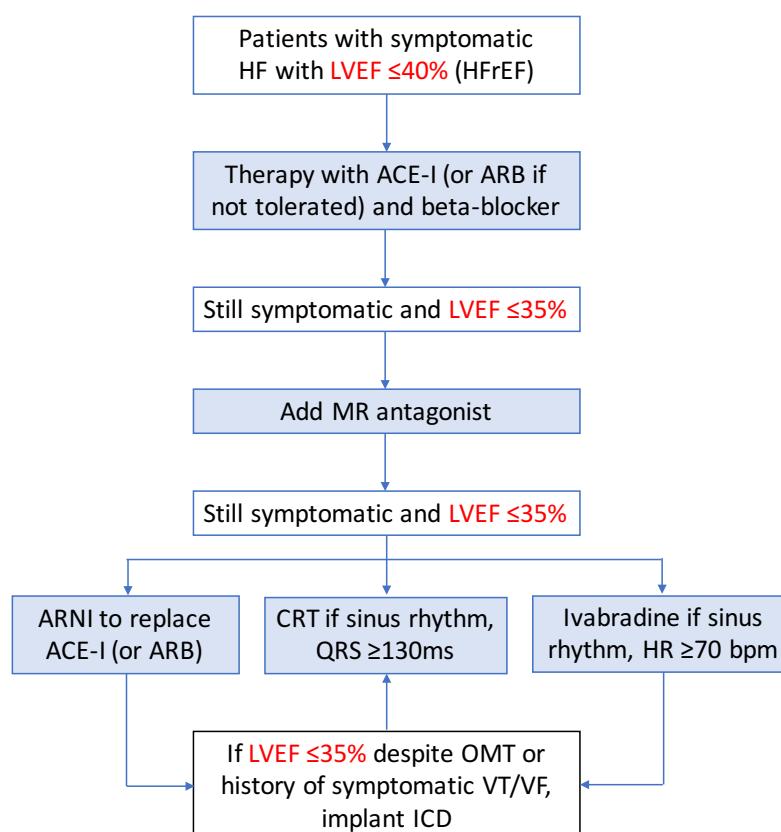 Patients with symptomatic
HF with LVEF ≤40% (HFrEF)
Therapy with ACE-I (or ARB if
not tolerated) and beta-blocker
Still symptomatic and LVEF ≤35%
Add MR antagonist
Still symptomatic and LVEF ≤35%
ARNI to replace
ACE-I (or ARB)
CRT if sinus rhythm,
QRS ≥130ms
Ivabradine if sinus
rhythm, HR ≥70 bpm
If LVEF ≤35% despite OMT or
history of symptomatic VT/VF,
implant ICD